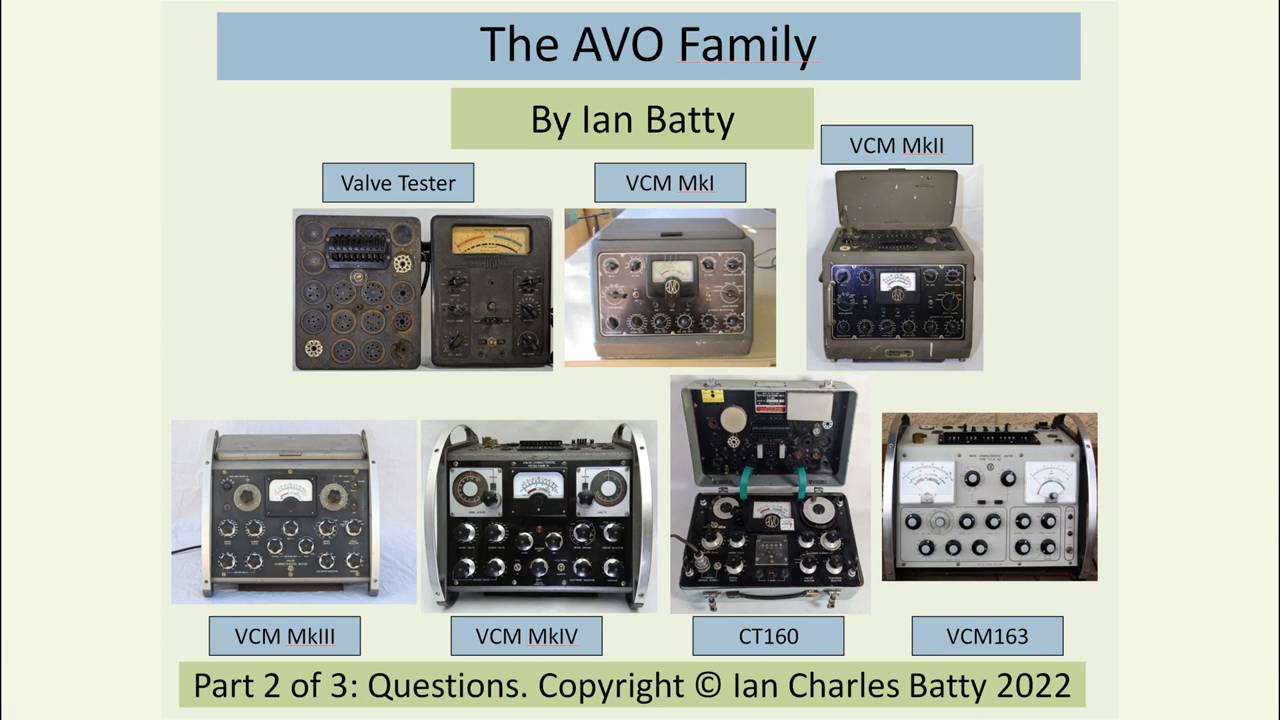 The AVO Family
By Ian Batty
VCM MkII
Valve Tester
VCM MkI
VCM MkIII
VCM MkIV
CT160
VCM163
Part 2 of 3: Questions. Copyright © Ian Charles Batty 2022